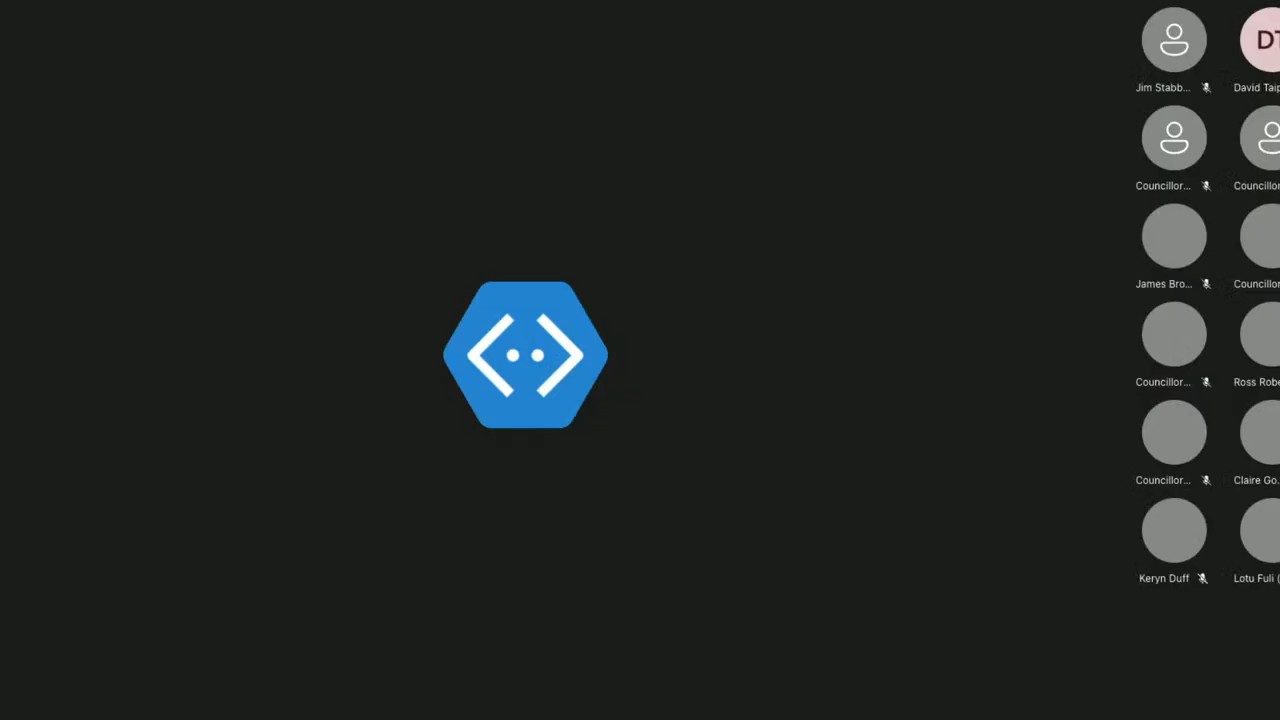 DT
Jim Stabb... David Taip
Councillor... Councillor
James Bro... Councillor
Councillor... Ross Robe
Councillor... Claire Go.
Keryn Duff Lotu Fuli (